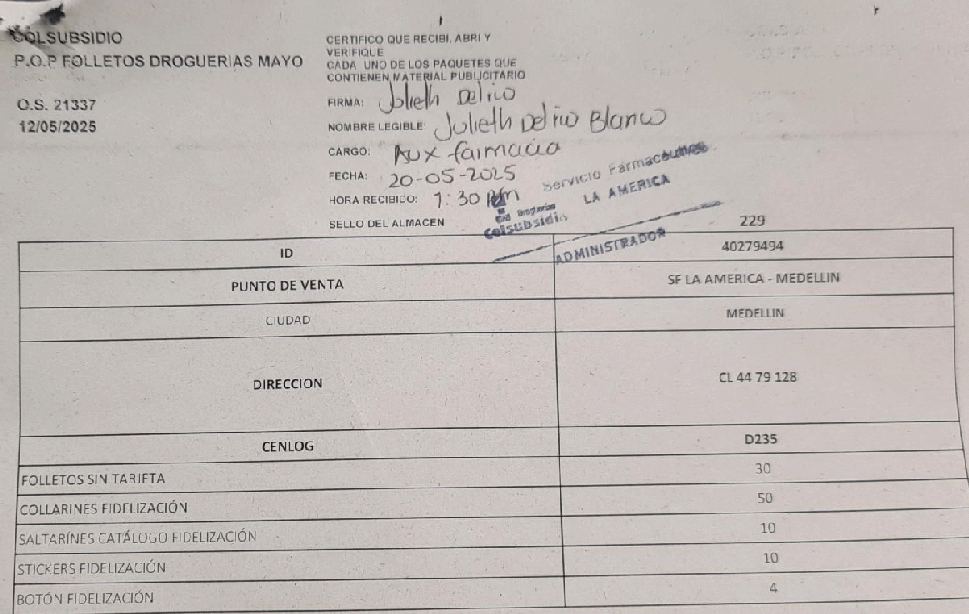 COLSUBSIDIO
P.O.P FOLLETOS DROGUERIAS MAYO
O.S. 21337
12/05/2025
CERTIFICO QUE RECIBI, ABRI Y
VERIFIQUE
CADA UNO DE LOS PAQUETES QUE
CONTIENEN MATERIAL PUBLICITARIO
FIRMA: Julieth Del rio
NOMBRE LEGIBLE: Julieth Del rio Blanco
CARGO: Aux farmacia
FECHA: 20-05-2025
HORA RECIBIDO: 1:30 Pm
SELLO DEL ALMACEN
Servicio Farmacéutico
LA AMERICA
Droguerías
Colsubsidio
ADMINISTRADOR
229
ID 40279494
PUNTO DE VENTA SF LA AMERICA - MEDELLIN
CIUDAD MEDELLIN
DIRECCION CL 44 79 128
CENLOG D235
FOLLETOS SIN TARIFTA 30
COLLARINES FIDELIZACIÓN 50
SALTARINES CATÁLOGO FIDELIZACIÓN 10
STICKERS FIDELIZACIÓN 10
BOTÓN FIDELIZACIÓN 4